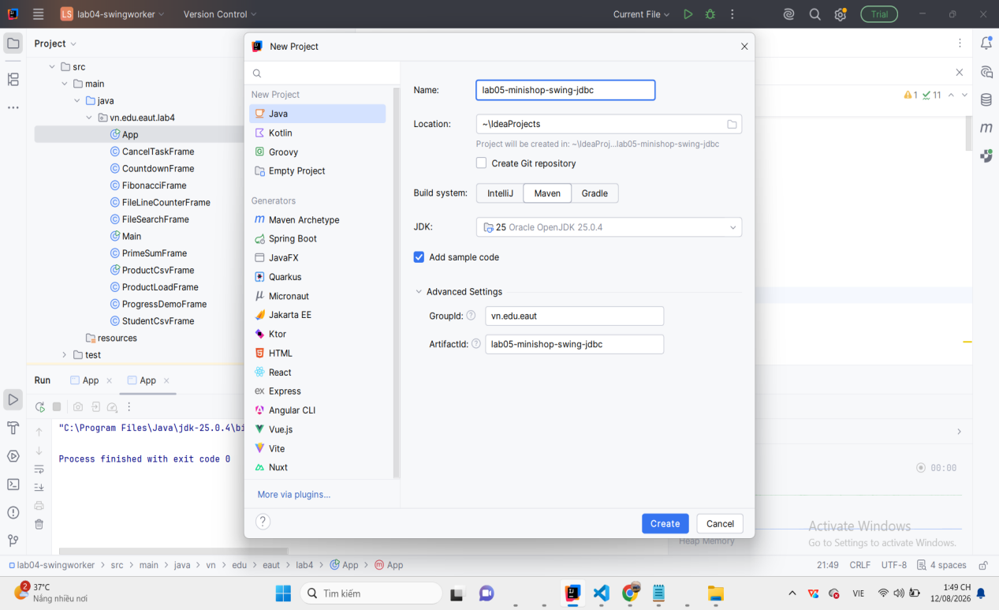 LS lab04-swingworker Version Control Current File Trial
Project
src
main
java
vn.edu.eaut.lab4
App
CancelTaskFrame
CountdownFrame
FibonacciFrame
FileLineCounterFrame
FileSearchFrame
Main
PrimeSumFrame
ProductCsvFrame
ProductLoadFrame
ProgressDemoFrame
StudentCsvFrame
resources
test
1 11
New Project
New Project
Java
Kotlin
Groovy
Empty Project
Generators
Maven Archetype
Spring Boot
JavaFX
Quarkus
Micronaut
Jakarta EE
Ktor
HTML
React
Express
Angular CLI
Vue.js
Vite
Nuxt
More via plugins...
Name: lab05-minishop-swing-jdbc
Location: ~\IdeaProjects
Project will be created in: ~\IdeaProj...lab05-minishop-swing-jdbc
Create Git repository
Build system: IntelliJ Maven Gradle
JDK: 25 Oracle OpenJDK 25.0.4
Add sample code
Advanced Settings
GroupId: vn.edu.eaut
ArtifactId: lab05-minishop-swing-jdbc
? Create Cancel
Run App App
"C:\Program Files\Java\jdk-25.0.4\bi
Process finished with exit code 0
00:00
Heap Memory
Activate Windows
Go to Settings to activate Windows.
lab04-swingworker > src > main > java > vn > edu > eaut > lab4 > App > App 21:49 CRLF UTF-8 4 spaces
2 37°C
Nắng nhiều nơi
Tìm kiếm
VIE
1:49 CH
12/08/2026